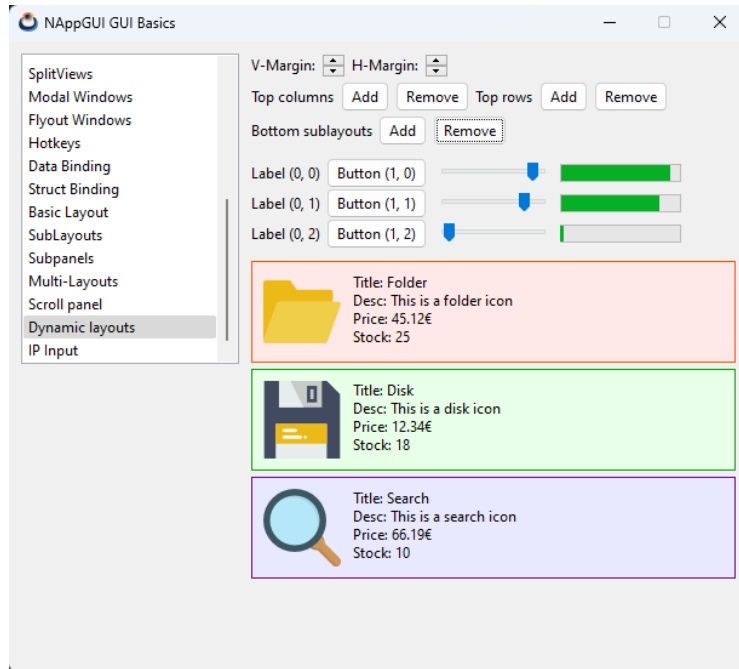 NAppGUI GUI Basics
SplitViews
Modal Windows
Flyout Windows
Hotkeys
Data Binding
Struct Binding
Basic Layout
SubLayouts
Subpanels
Multi-Layouts
Scroll panel
Dynamic layouts
IP Input
V-Margin: H-Margin:
Top columns Add Remove Top rows Add Remove
Bottom sublayouts Add Remove
Label (0, 0) Button (1, 0)
Label (0, 1) Button (1, 1)
Label (0, 2) Button (1, 2)
Title: Folder
Desc: This is a folder icon
Price: 45.12€
Stock: 25
Title: Disk
Desc: This is a disk icon
Price: 12.34€
Stock: 18
Title: Search
Desc: This is a search icon
Price: 66.19€
Stock: 10